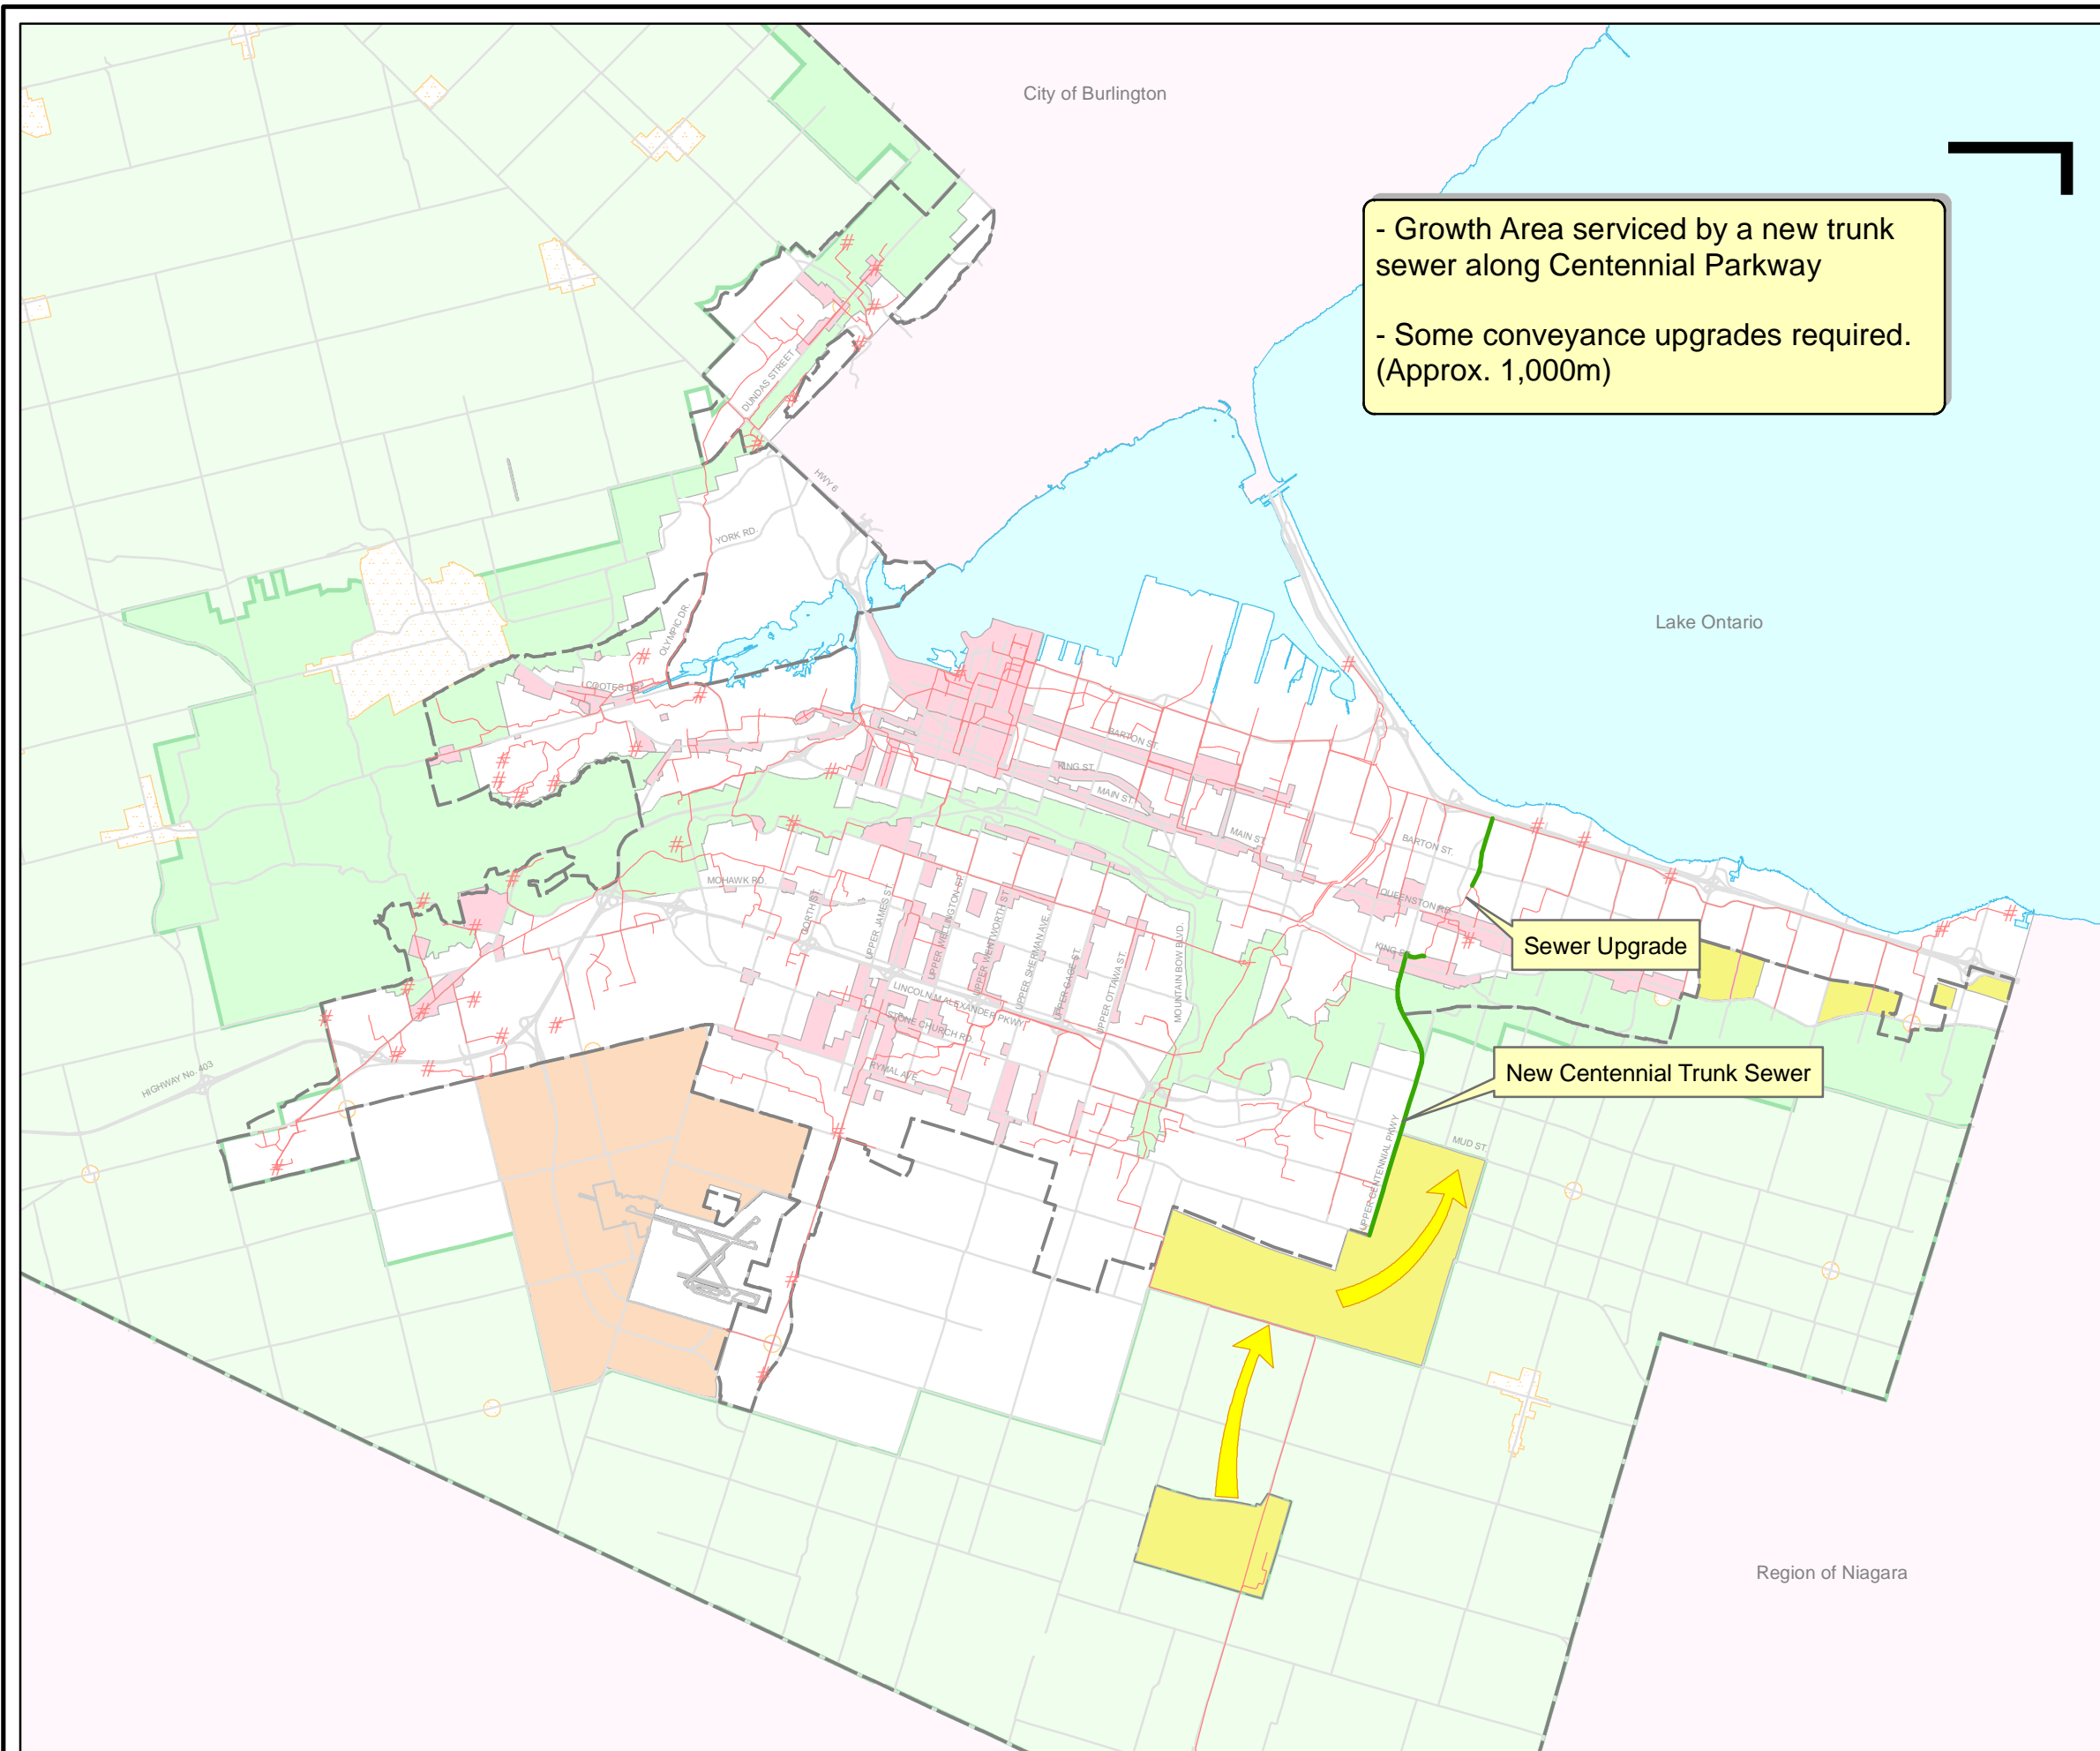 City of Burlington
- Growth Area serviced by a new trunk
sewer along Centennial Parkway
- Some conveyance upgrades required.
(Approx. 1,000m)
DUNDAS STREET
HWY 6
YORK RD.
OLYMPIC DR.
Lake Ontario
COOTES DR.
BARTON ST.
KING ST.
MAIN ST.
MAIN ST.
BARTON ST.
MOHAWK RD.
GORTH ST.
UPPER JAMES ST.
UPPER WELLINGTON ST.
UPPER WENTWORTH ST.
UPPER SHERMAN AVE.
UPPER GAGE ST.
UPPER OTTAWA ST.
MOUNTAIN BOW BLVD.
QUEENSTON RD.
Sewer Upgrade
LINCOLN M ALEXANDER PKWY
STONE CHURCH RD.
RYMAL AVE.
HIGHWAY No. 403
New Centennial Trunk Sewer
MUD ST.
UPPER CENTENNIAL PKWY
Region of Niagara